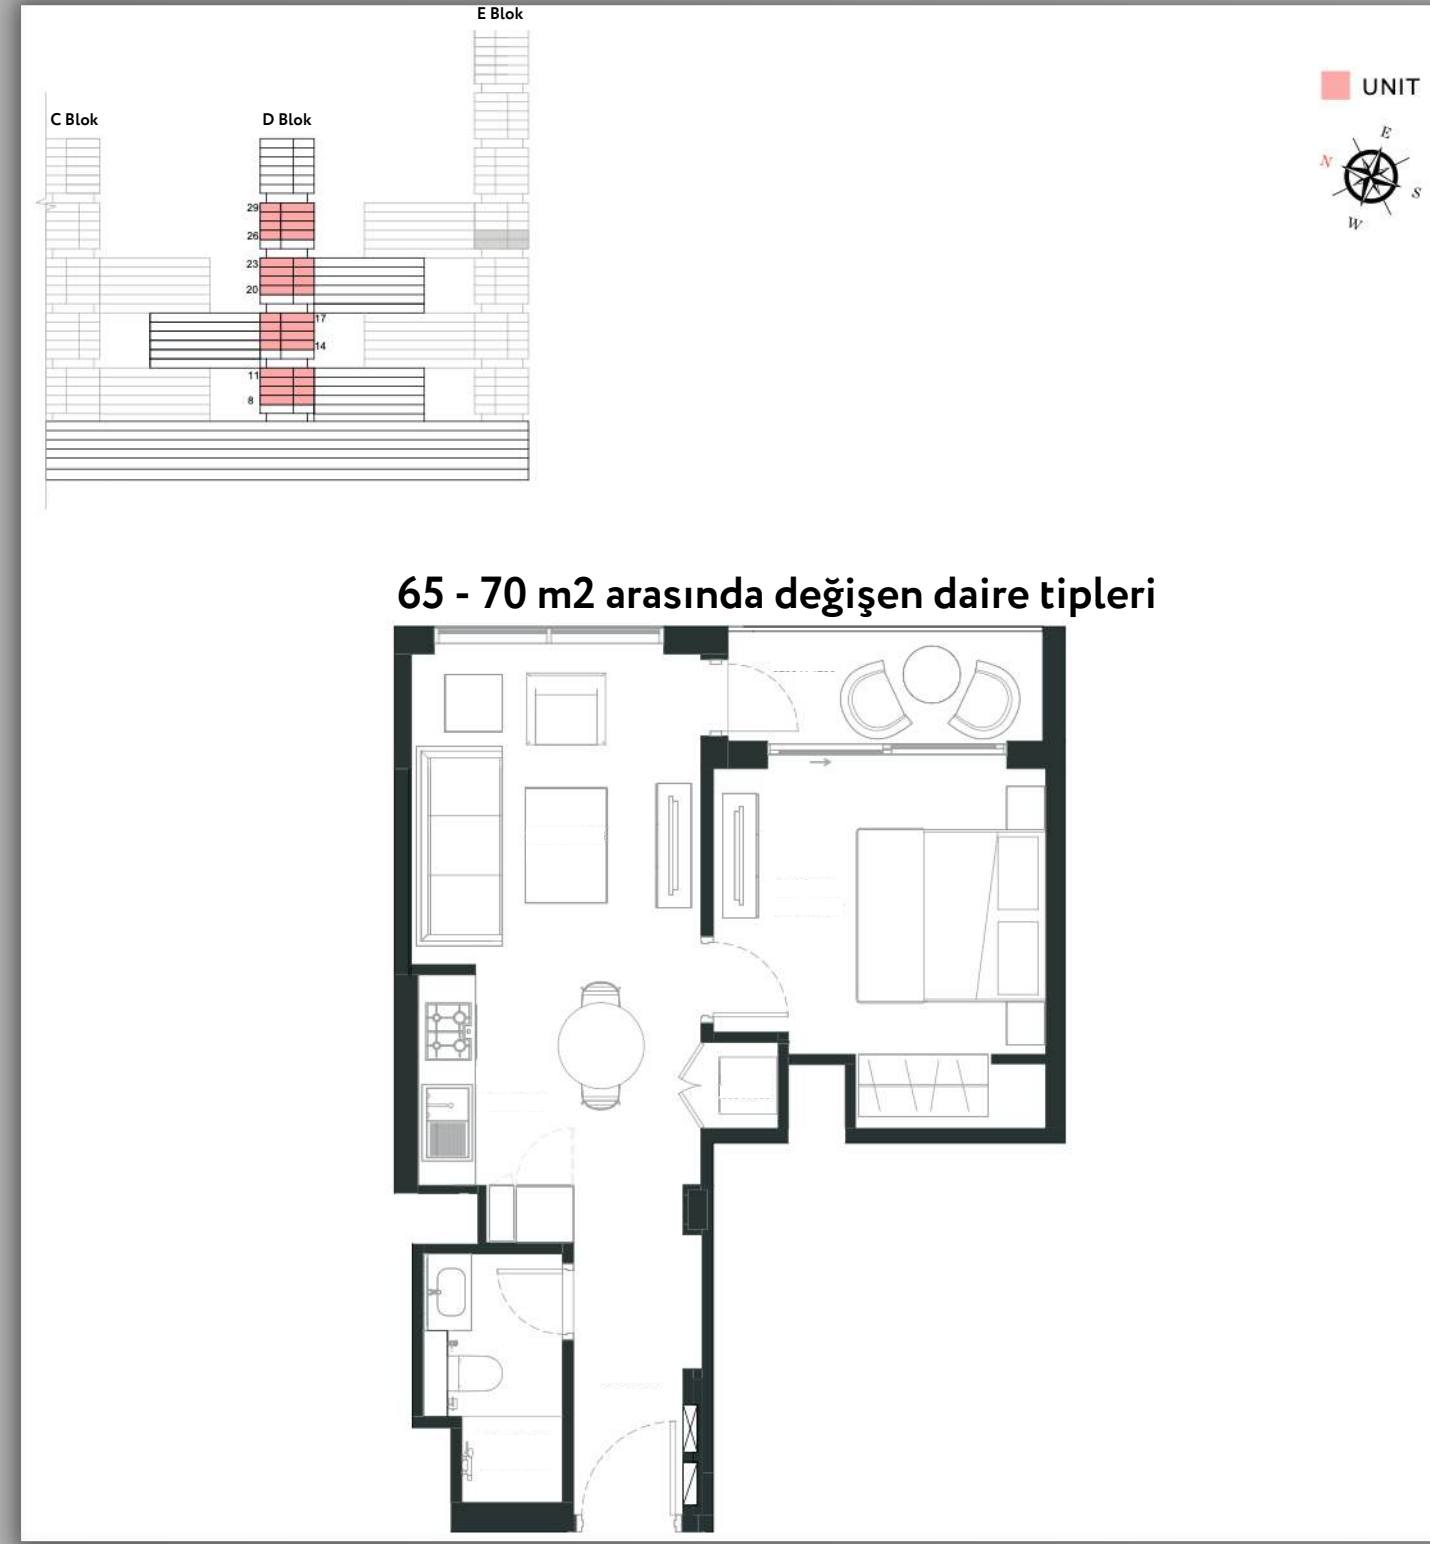 E Blok
UNIT
C Blok
D Blok
E
N
S
W
29
26
23
20
17
14
11
8
65 - 70 m2 arasında değişen daire tipleri